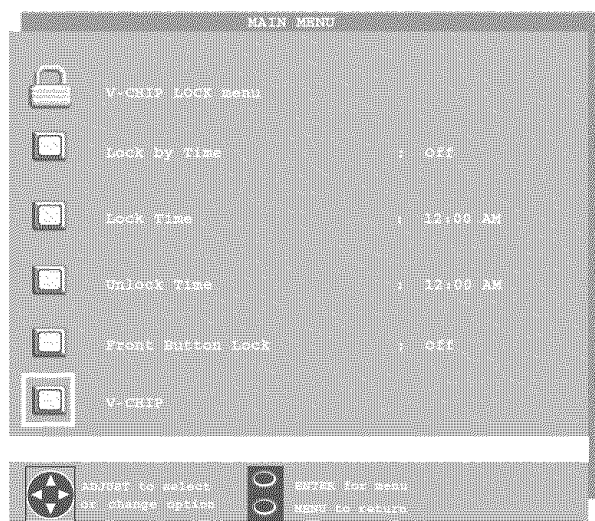 MAIN MENU
V-CHIP LOCK menu
Lock by Time : Off
Lock Time : 12:00 AM
Unlock Time : 12:00 AM
Front Button Lock : Off
V-CHIP
ADJUST to select
or change option
ENTER for menu
MENU to return